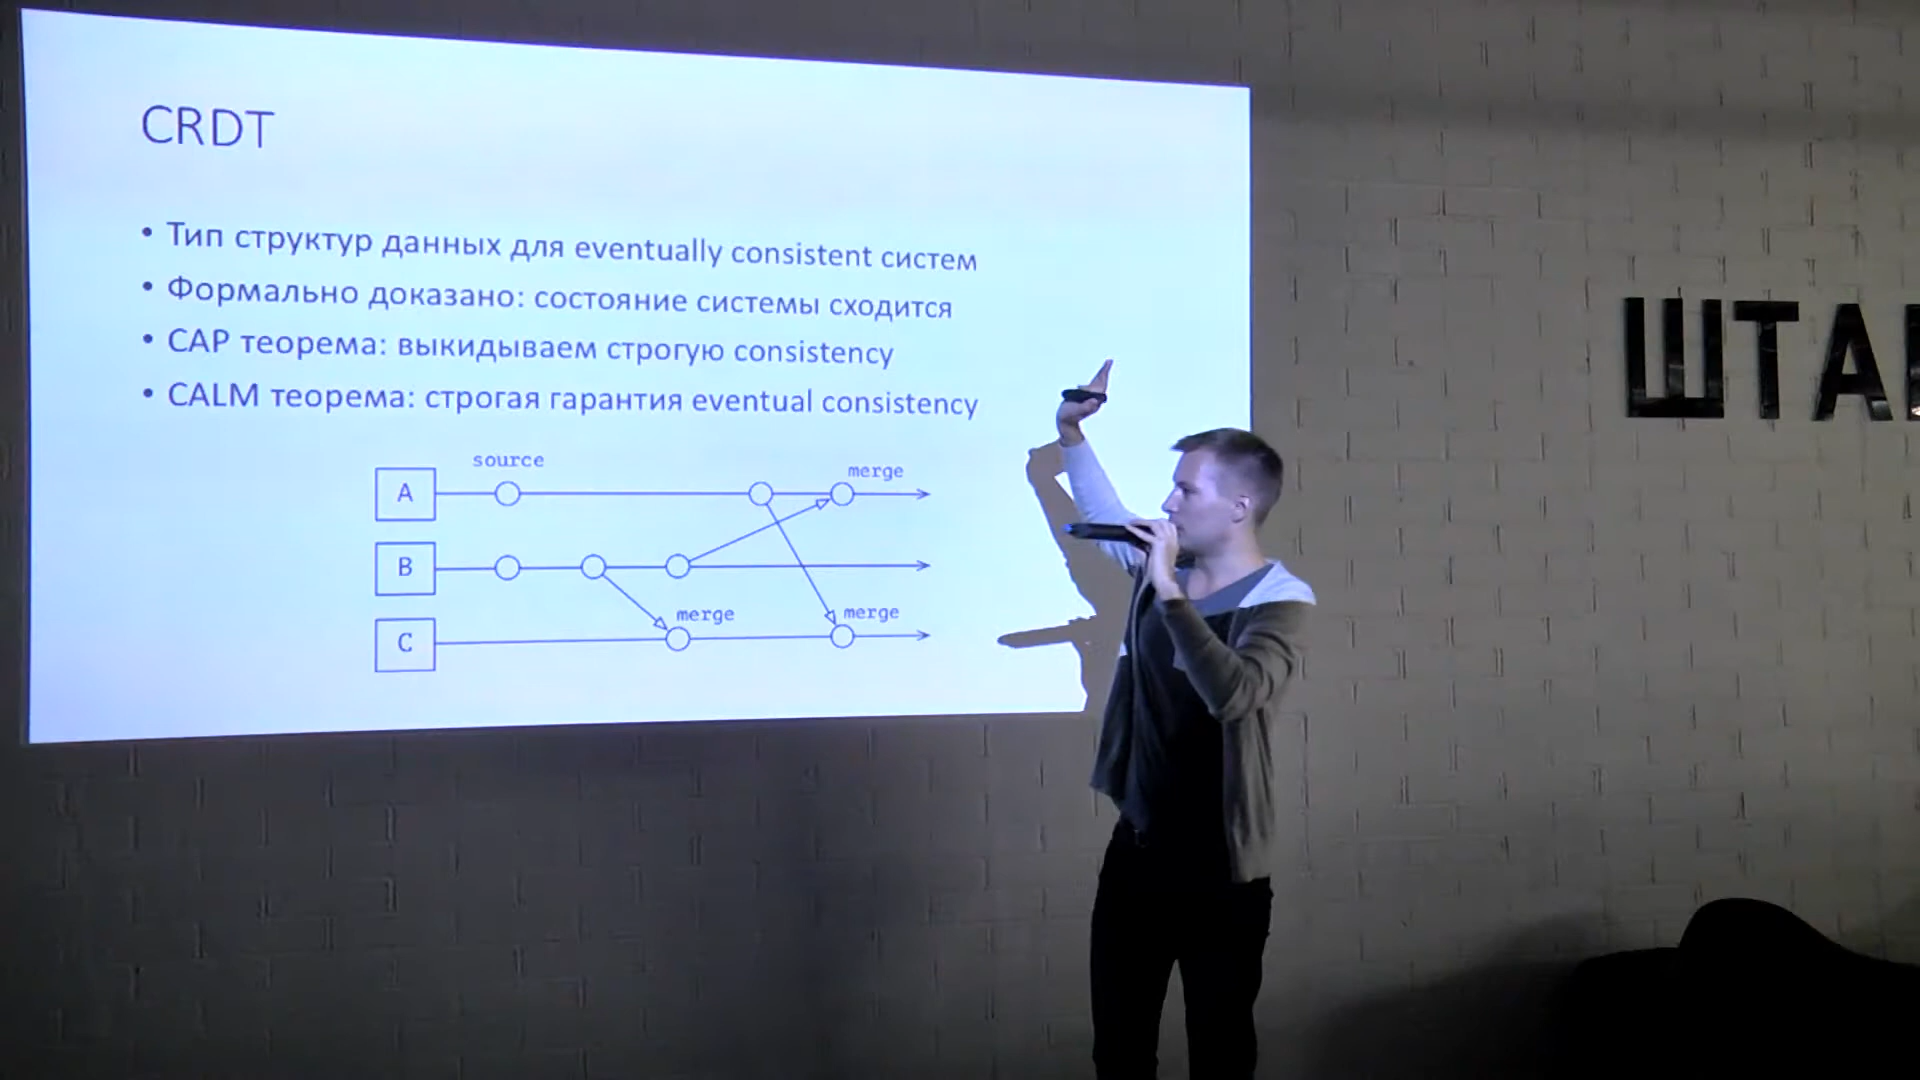 CRDT
• Тип структур данных для eventually consistent систем
• Формально доказано: состояние системы сходится
• CAP теорема: выкидываем строгую consistency
• CALM теорема: строгая гарантия eventual consistency
source
merge
A
B
merge
merge
C
ШТА